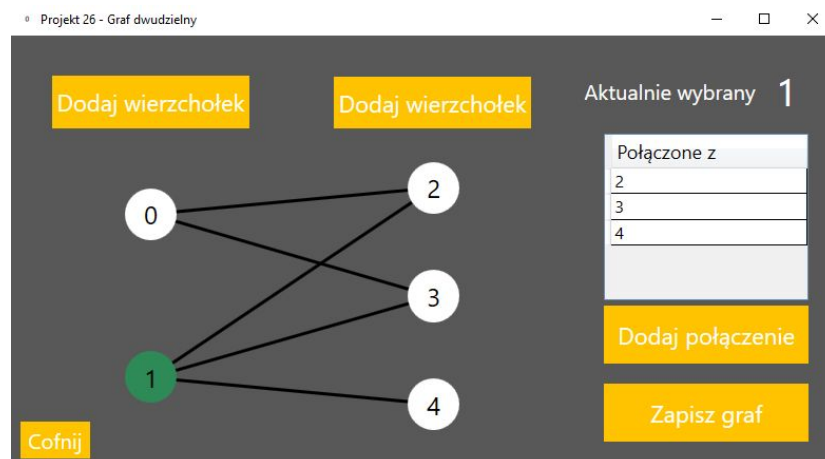 Projekt 26 - Graf dwudzielny
Dodaj wierzchołek
Dodaj wierzchołek
Aktualnie wybrany 1
Połączone z
2
3
4
0
2
3
1
4
Dodaj połączenie
Zapisz graf
Cofnij